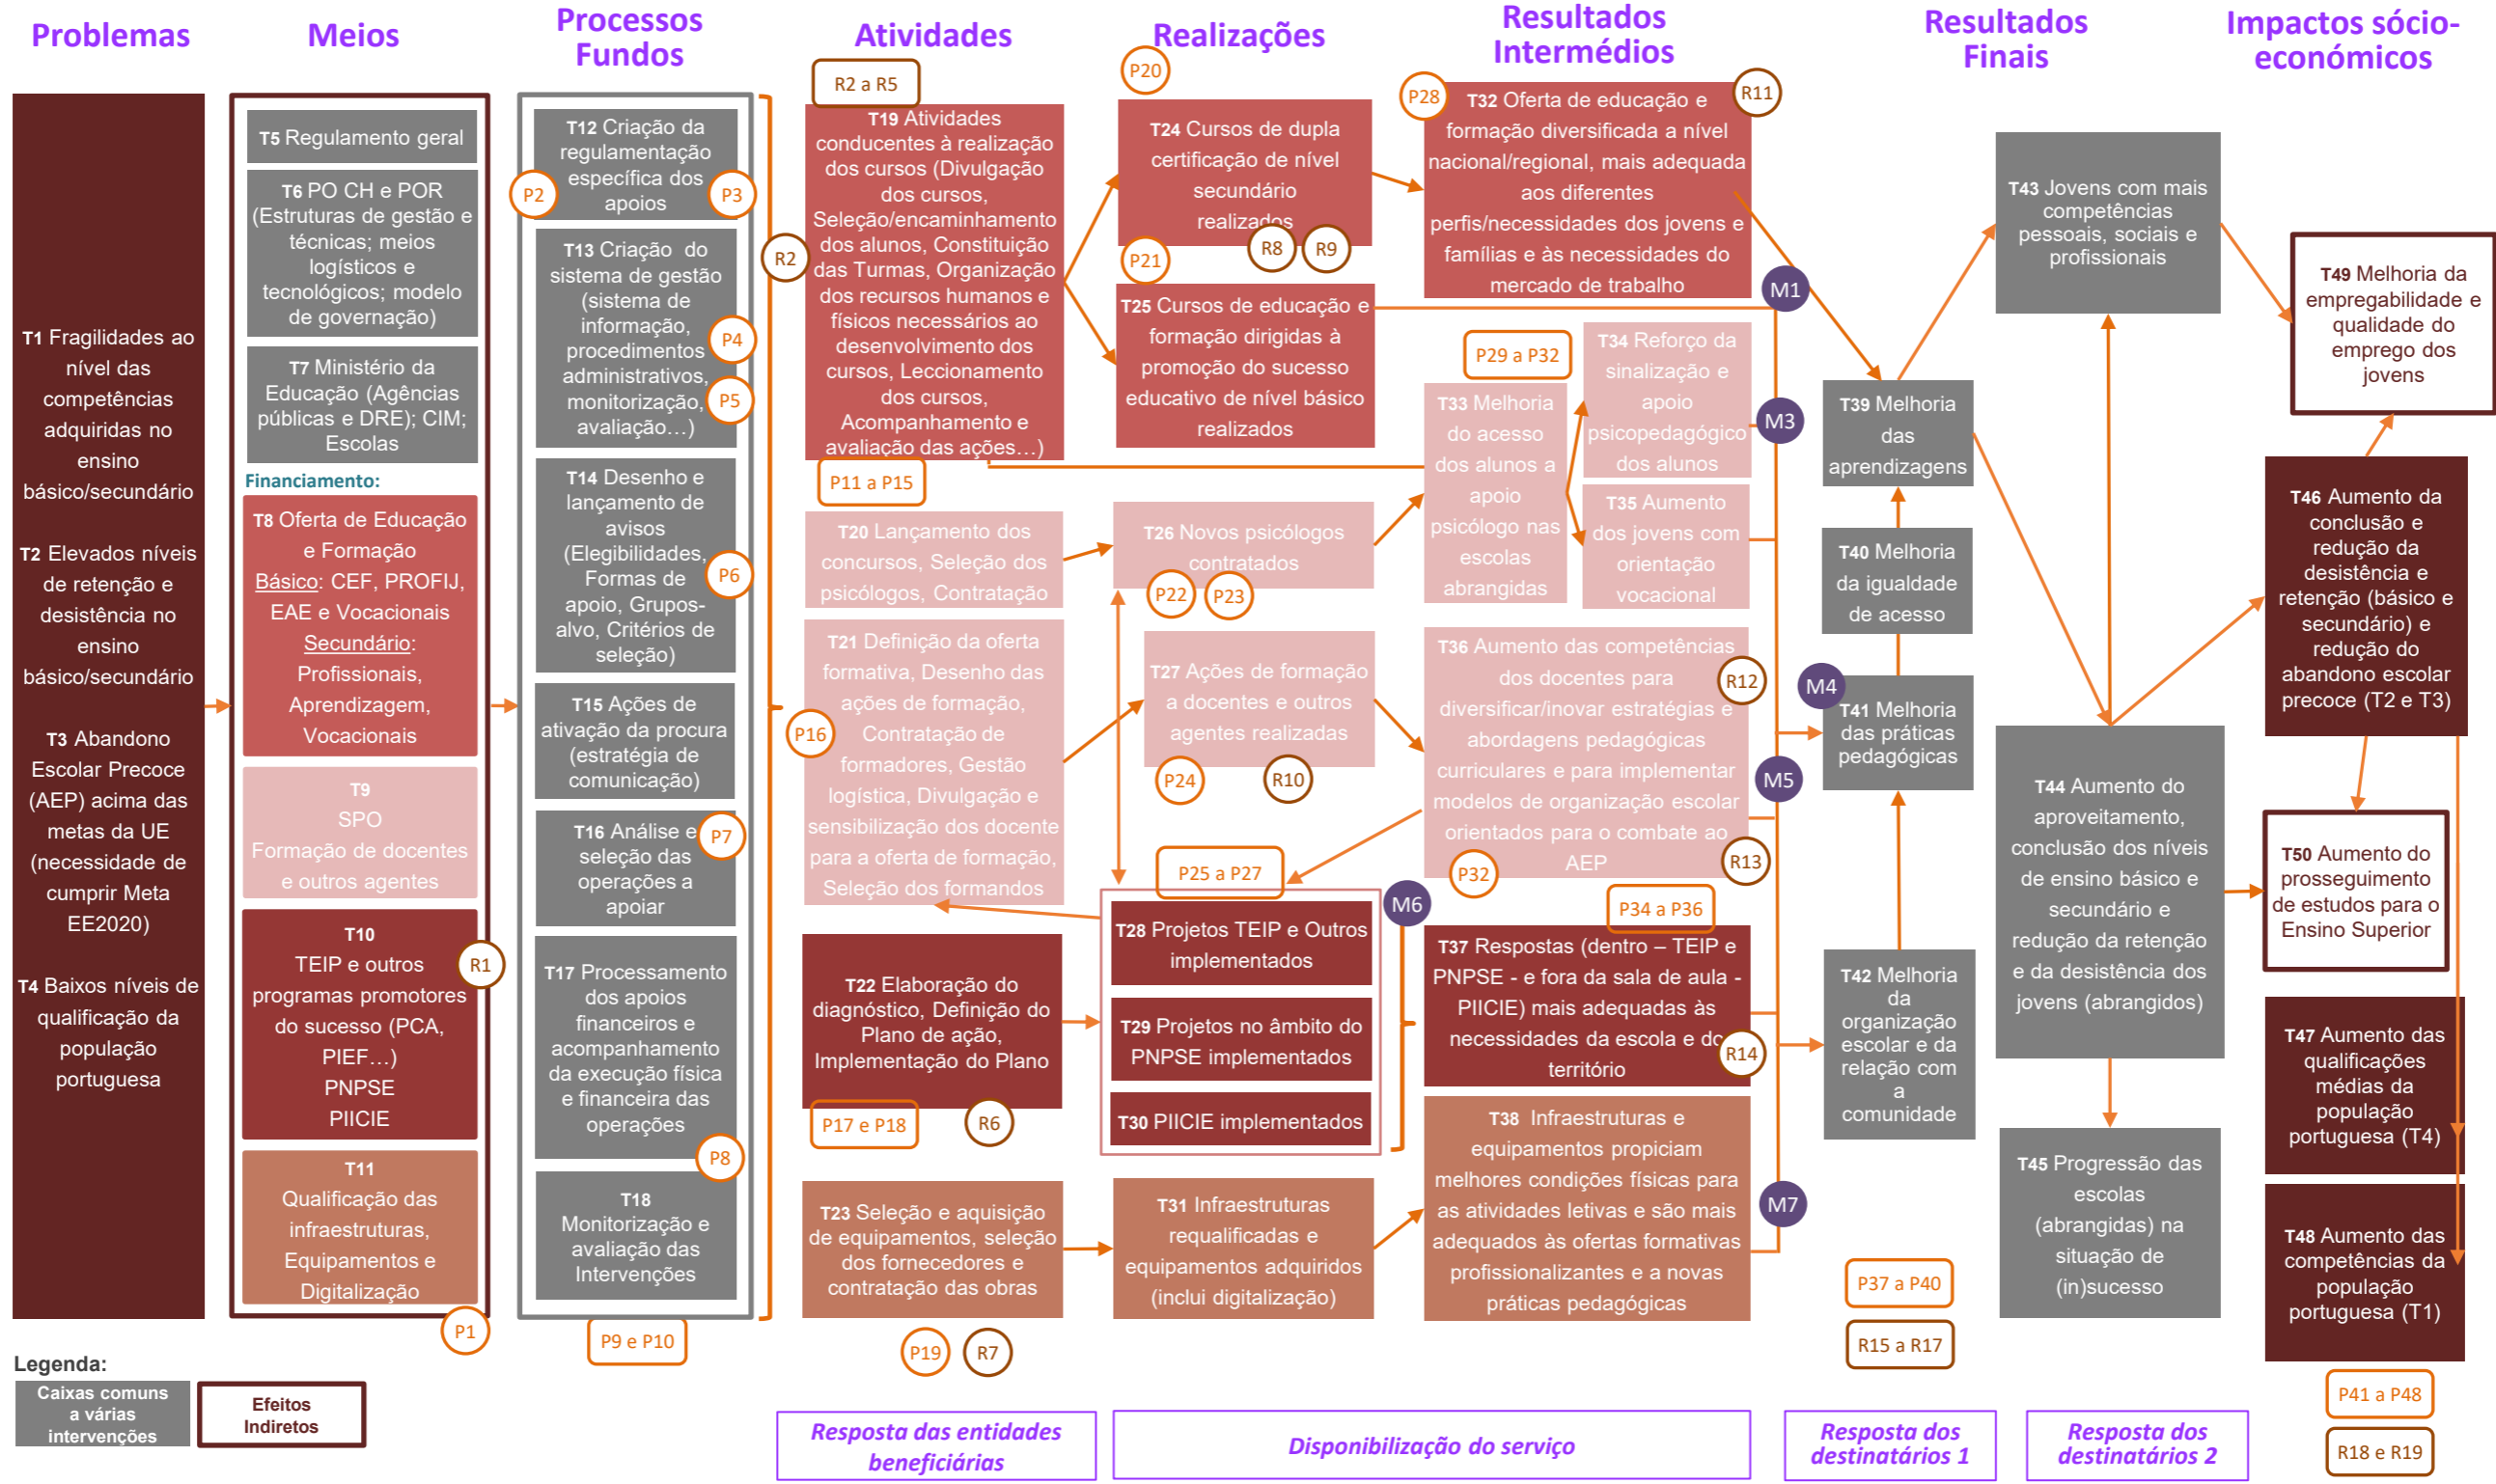 Problemas
Meios
Processos
Fundos
Atividades
Realizações
Resultados
Intermédios
Resultados
Finais
Impactos sócio-
económicos
T1 Fragilidades ao
nível das
competências
adquiridas no
ensino
básico/secundário
T2 Elevados níveis
de retenção e
desistência no
ensino
básico/secundário
T3 Abandono
Escolar Precoce
(AEP) acima das
metas da UE
(necessidade de
cumprir Meta
EE2020)
T4 Baixos níveis de
qualificação da
população
portuguesa
T5 Regulamento geral
T6 PO CH e POR
(Estruturas de gestão e
técnicas; meios
logísticos e
tecnológicos; modelo
de governação)
T7 Ministério da
Educação (Agências
públicas e DRE); CIM;
Escolas
Financiamento:
T8 Oferta de Educação
e Formação
Básico: CEF, PROFIJ,
EAE e Vocacionais
Secundário:
Profissionais,
Aprendizagem,
Vocacionais
T9
SPO
Formação de docentes
e outros agentes
T10
TEIP e outros
programas promotores
do sucesso (PCA,
PIEF…)
PNPSE
PIICIE
R1
T11
Qualificação das
infraestruturas,
Equipamentos e
Digitalização
P1
T12 Criação da
regulamentação
específica dos
apoios
P2
P3
T13 Criação do
sistema de gestão
(sistema de
informação,
procedimentos
administrativos,
monitorização,
avaliação…)
P4
P5
T14 Desenho e
lançamento de
avisos
(Elegibilidades,
Formas de
apoio, Grupos-
alvo, Critérios de
seleção)
P6
T15 Ações de
ativação da procura
(estratégia de
comunicação)
T16 Análise e
seleção das
operações a
apoiar
P7
T17 Processamento
dos apoios
financeiros e
acompanhamento
da execução física
e financeira das
operações
P8
T18
Monitorização e
avaliação das
Intervenções
P9 e P10
R2
R2 a R5
T19 Atividades
conducentes à realização
dos cursos (Divulgação
dos cursos,
Seleção/encaminhamento
dos alunos, Constituição
das Turmas, Organização
dos recursos humanos e
físicos necessários ao
desenvolvimento dos
cursos, Leccionamento
dos cursos,
Acompanhamento e
avaliação das ações…)
P11 a P15
T20 Lançamento dos
concursos, Seleção dos
psicólogos, Contratação
T21 Definição da oferta
formativa, Desenho das
ações de formação,
Contratação de
formadores, Gestão
logística, Divulgação e
sensibilização dos docente
para a oferta de formação,
Seleção dos formandos
P16
T22 Elaboração do
diagnóstico, Definição do
Plano de ação,
Implementação do Plano
P17 e P18
R6
T23 Seleção e aquisição
de equipamentos, seleção
dos fornecedores e
contratação das obras
P19
R7
P20
T24 Cursos de dupla
certificação de nível
secundário
realizados
R8
R9
P21
T25 Cursos de educação e
formação dirigidas à
promoção do sucesso
educativo de nível básico
realizados
T26 Novos psicólogos
contratados
P22
P23
T27 Ações de formação
a docentes e outros
agentes realizadas
P24
R10
P25 a P27
T28 Projetos TEIP e Outros
implementados
T29 Projetos no âmbito do
PNPSE implementados
T30 PIICIE implementados
M6
T31 Infraestruturas
requalificadas e
equipamentos adquiridos
(inclui digitalização)
P28
R11
T32 Oferta de educação e
formação diversificada a nível
nacional/regional, mais adequada
aos diferentes
perfis/necessidades dos jovens e
famílias e às necessidades do
mercado de trabalho
M1
P29 a P32
T33 Melhoria
do acesso
dos alunos a
apoio
psicólogo nas
escolas
abrangidas
T34 Reforço da
sinalização e
apoio
psicopedagógico
dos alunos
M3
T35 Aumento
dos jovens com
orientação
vocacional
T36 Aumento das competências
dos docentes para
diversificar/inovar estratégias e
abordagens pedagógicas
curriculares e para implementar
modelos de organização escolar
orientados para o combate ao
AEP
R12
M5
R13
P32
P34 a P36
T37 Respostas (dentro – TEIP e
PNPSE - e fora da sala de aula -
PIICIE) mais adequadas às
necessidades da escola e do
território
R14
T38 Infraestruturas e
equipamentos propiciam
melhores condições físicas para
as atividades letivas e são mais
adequados às ofertas formativas
profissionalizantes e a novas
práticas pedagógicas
M7
T39 Melhoria
das
aprendizagens
T40 Melhoria
da igualdade
de acesso
M4
T41 Melhoria
das práticas
pedagógicas
T42 Melhoria
da
organização
escolar e da
relação com
a
comunidade
P37 a P40
R15 a R17
T43 Jovens com mais
competências
pessoais, sociais e
profissionais
T44 Aumento do
aproveitamento,
conclusão dos níveis
de ensino básico e
secundário e
redução da retenção
e da desistência dos
jovens (abrangidos)
T45 Progressão das
escolas
(abrangidas) na
situação de
(in)sucesso
T49 Melhoria da
empregabilidade e
qualidade do
emprego dos
jovens
T46 Aumento da
conclusão e
redução da
desistência e
retenção (básico e
secundário) e
redução do
abandono escolar
precoce (T2 e T3)
T50 Aumento do
prosseguimento
de estudos para o
Ensino Superior
T47 Aumento das
qualificações
médias da
população
portuguesa (T4)
T48 Aumento das
competências da
população
portuguesa (T1)
P41 a P48
R18 e R19
Legenda:
Caixas comuns
a várias
intervenções
Efeitos
Indiretos
Resposta das entidades
beneficiárias
Disponibilização do serviço
Resposta dos
destinatários 1
Resposta dos
destinatários 2